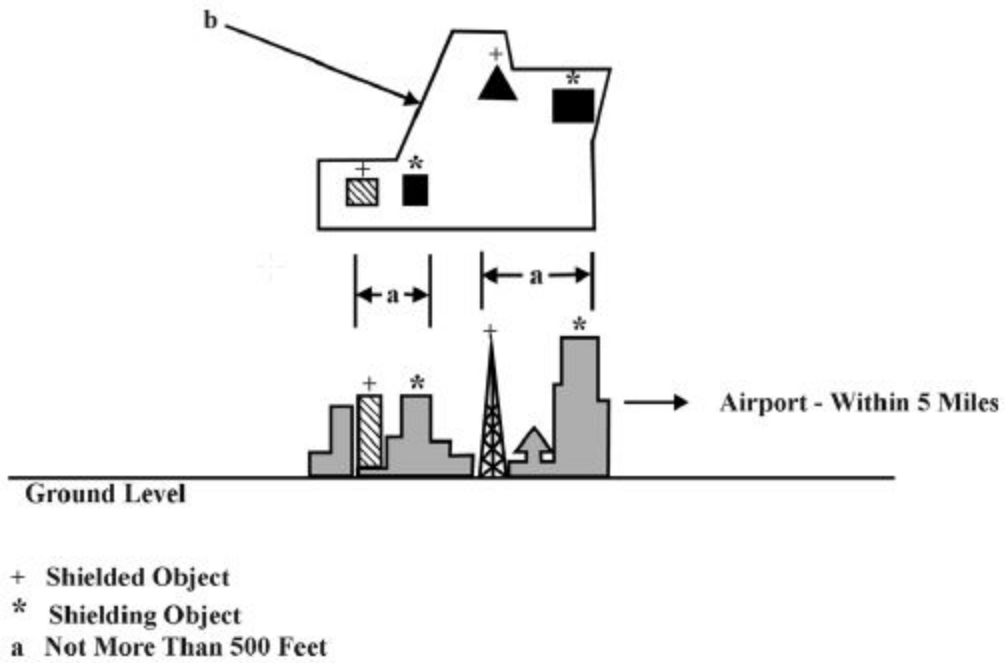 b
+
*
+
*
a
a
+
*
+
*
Airport - Within 5 Miles
Ground Level
+ Shielded Object
* Shielding Object
a Not More Than 500 Feet